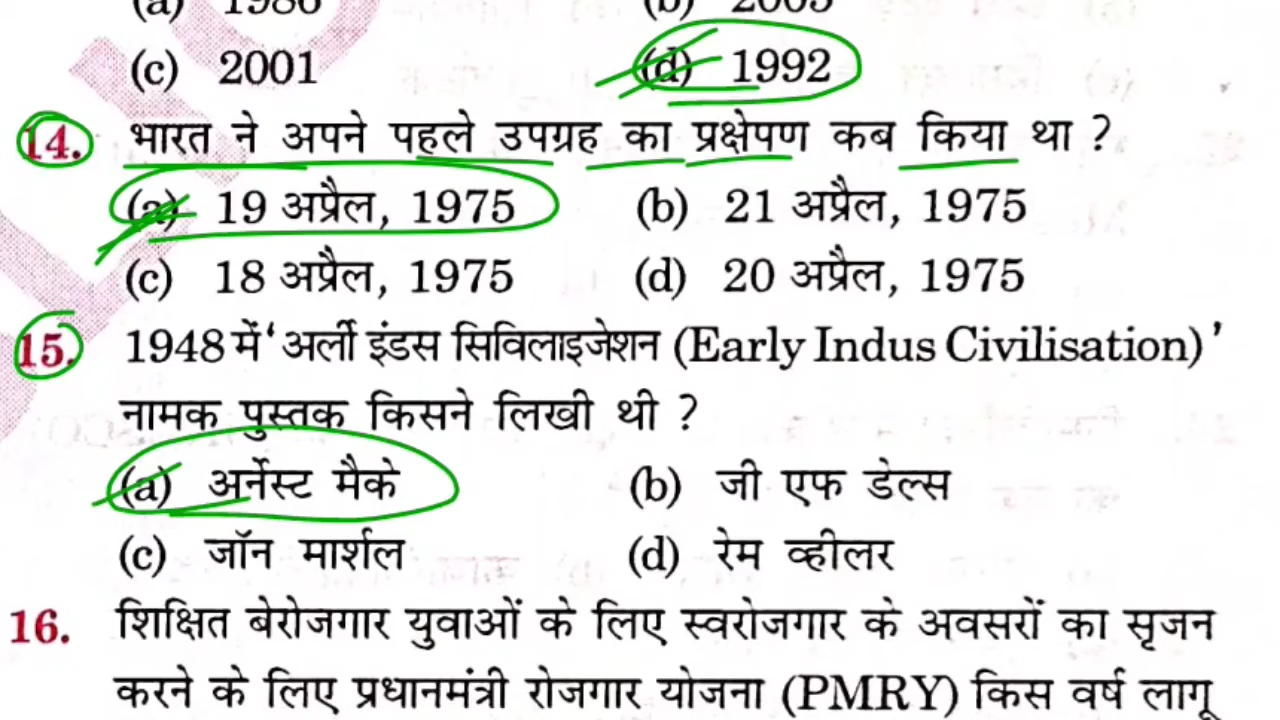 (a) 1986 (b) 2005
(c) 2001 (d) 1992
14. भारत ने अपने पहले उपग्रह का प्रक्षेपण कब किया था ?
(a) 19 अप्रैल, 1975 (b) 21 अप्रैल, 1975
(c) 18 अप्रैल, 1975 (d) 20 अप्रैल, 1975
15. 1948 में ‘अर्ली इंडस सिविलाइजेशन (Early Indus Civilisation)’
नामक पुस्तक किसने लिखी थी ?
(a) अर्नेस्ट मैके (b) जी एफ डेल्स
(c) जॉन मार्शल (d) रेम व्हीलर
16. शिक्षित बेरोजगार युवाओं के लिए स्वरोजगार के अवसरों का सृजन
करने के लिए प्रधानमंत्री रोजगार योजना (PMRY) किस वर्ष लागू